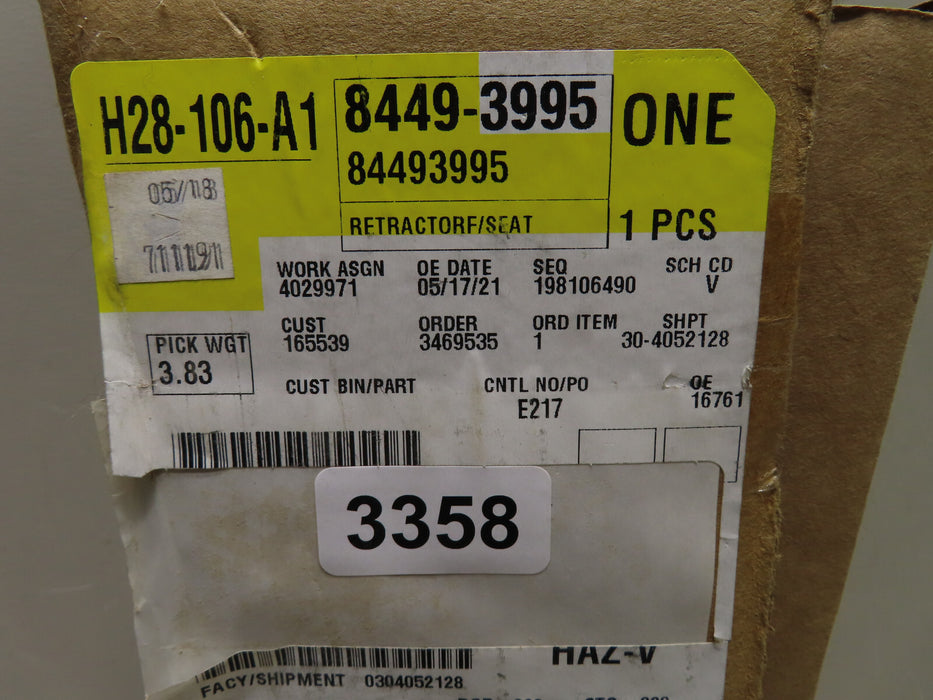 H28-106-A1
8449-3995
ONE
84493995
RETRACTORF/SEAT
1 PCS
05/18
WORK ASGN OE DATE SEQ SCH CD
4029971 05/17/21 198106490 V
CUST ORDER ORD ITEM SHPT
165539 3469535 1 30-4052128
PICK WGT
3.83
CUST BIN/PART CNTL NO/PO OE
E217 16761
3358
HAZ-V
FACY/SHIPMENT 0304052128